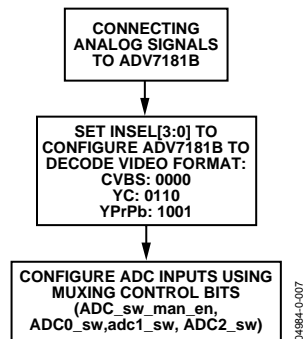 CONNECTING
ANALOG SIGNALS
TO ADV7181B
SET INSEL[3:0] TO
CONFIGURE ADV7181B TO
DECODE VIDEO FORMAT:
CVBS: 0000
YC: 0110
YPrPb: 1001
CONFIGURE ADC INPUTS USING
MUXING CONTROL BITS
(ADC_sw_man_en,
ADC0_sw,adc1_sw, ADC2_sw)
04984-0-007